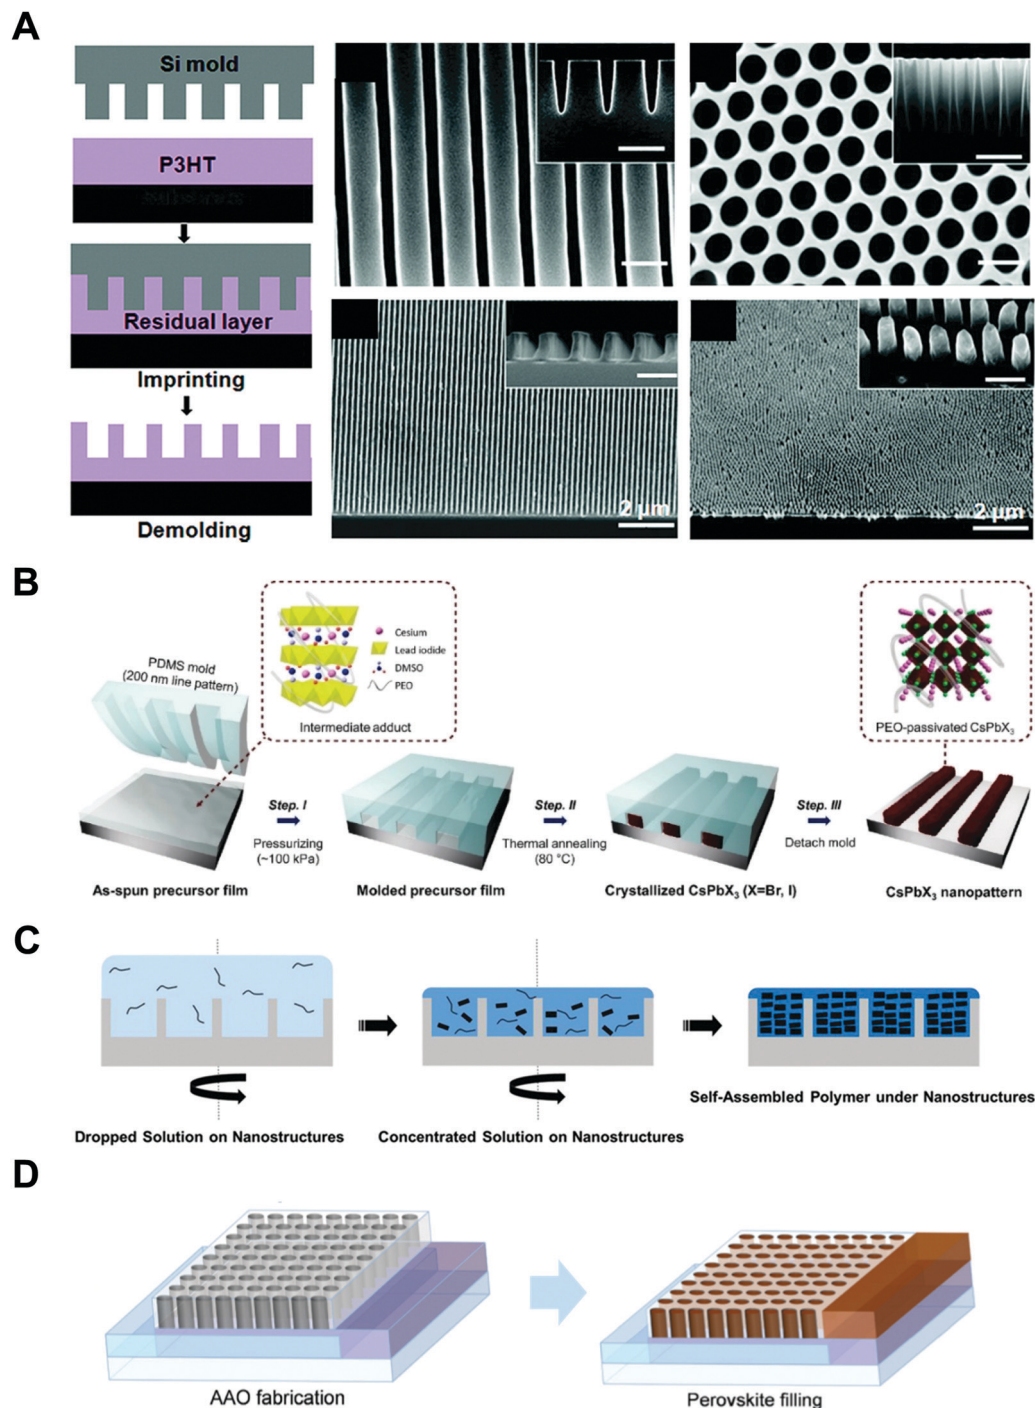 A
Si mold
P3HT
Residual layer
Imprinting
Demolding
2 μm
2 μm
B
PDMS mold
(200 nm line pattern)
Cesium
Lead iodide
DMSO
PEO
Intermediate adduct
PEO-passivated CsPbX₃
Step. I
Pressurizing
(~100 kPa)
Step. II
Thermal annealing
(80 °C)
Step. III
Detach mold
As-spun precursor film
Molded precursor film
Crystallized CsPbX₃ (X=Br, I)
CsPbX₃ nanopattern
C
Dropped Solution on Nanostructures
Concentrated Solution on Nanostructures
Self-Assembled Polymer under Nanostructures
D
AAO fabrication
Perovskite filling